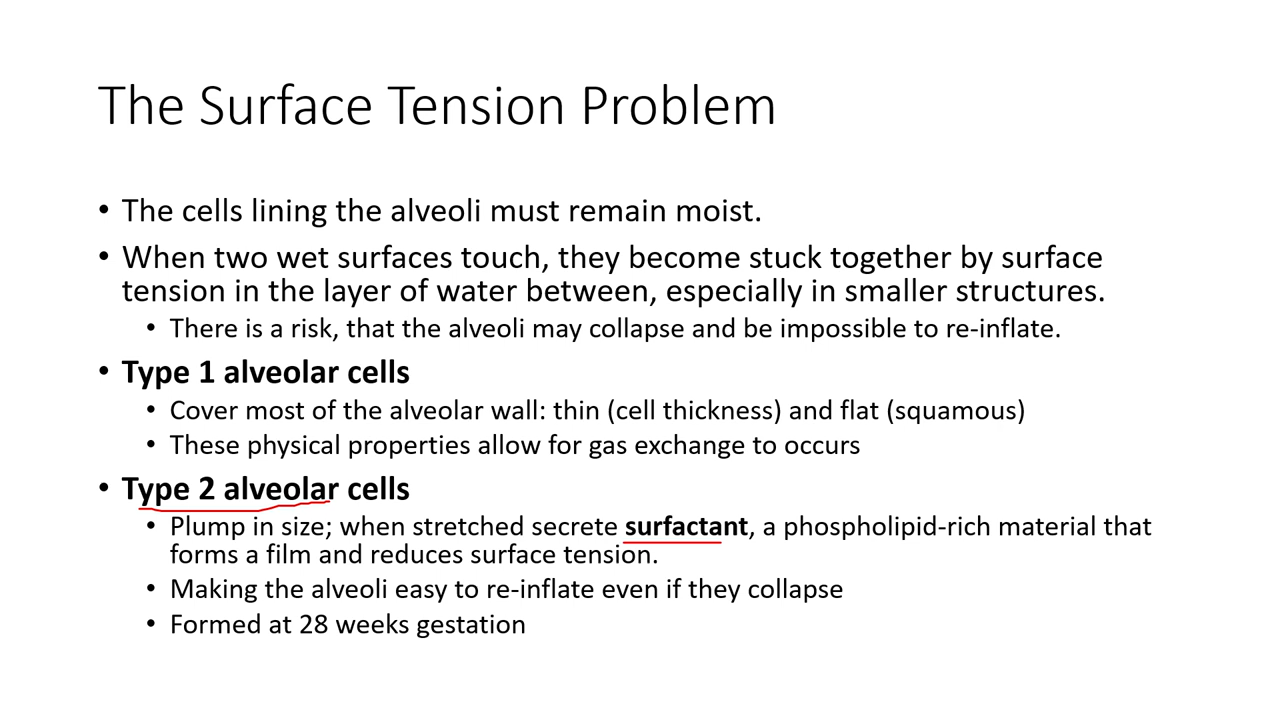 The Surface Tension Problem
• The cells lining the alveoli must remain moist.
• When two wet surfaces touch, they become stuck together by surface
tension in the layer of water between, especially in smaller structures.
• There is a risk, that the alveoli may collapse and be impossible to re-inflate.
• Type 1 alveolar cells
• Cover most of the alveolar wall: thin (cell thickness) and flat (squamous)
• These physical properties allow for gas exchange to occurs
• Type 2 alveolar cells
• Plump in size; when stretched secrete surfactant, a phospholipid-rich material that
forms a film and reduces surface tension.
• Making the alveoli easy to re-inflate even if they collapse
• Formed at 28 weeks gestation